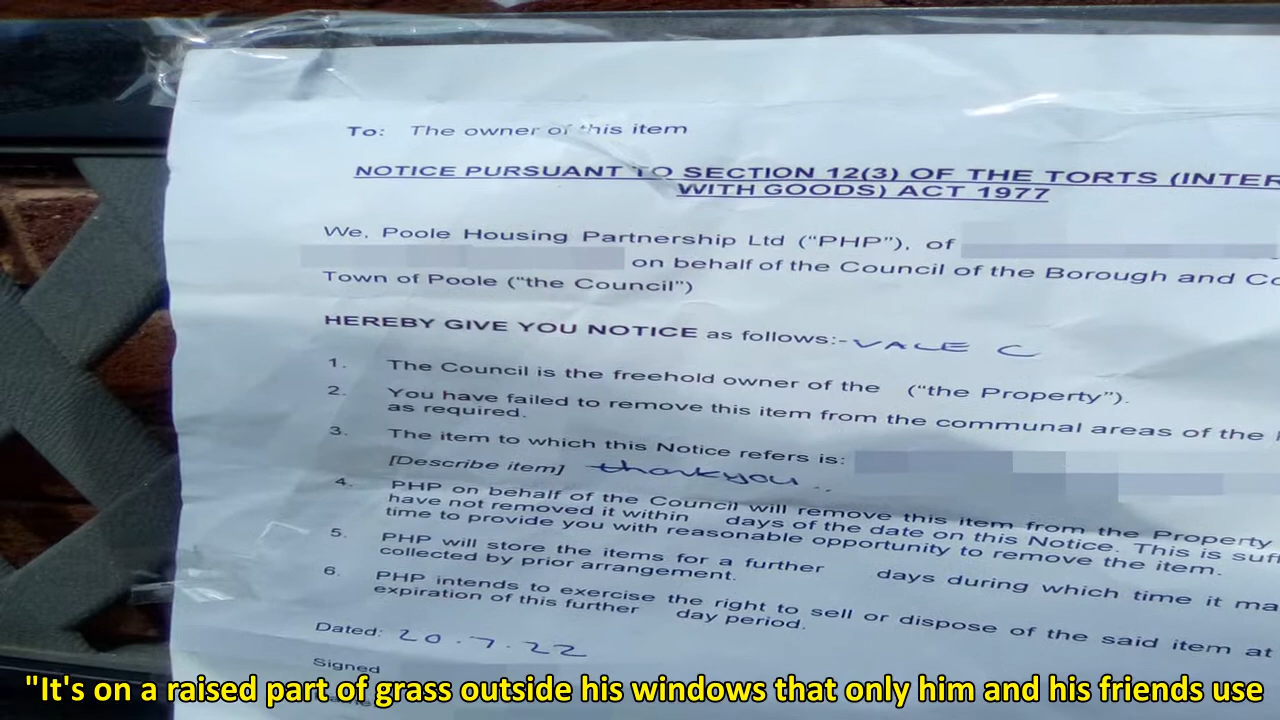 To: The owner of this item
NOTICE PURSUANT TO SECTION 12(3) OF THE TORTS (INTER
WITH GOODS) ACT 1977
We, Poole Housing Partnership Ltd ("PHP"), of
on behalf of the Council of the Borough and Co
Town of Poole ("the Council")
HEREBY GIVE YOU NOTICE as follows:- VALE C
1. The Council is the freehold owner of the ("the Property").
2. You have failed to remove this item from the communal areas of the
as required.
3. The item to which this Notice refers is:
[Describe item] thankyou ..
4. PHP on behalf of the Council will remove this item from the Property
have not removed it within days of the date on this Notice. This is suff
time to provide you with reasonable opportunity to remove the item.
5. PHP will store the items for a further days during which time it ma
collected by prior arrangement.
6. PHP intends to exercise the right to sell or dispose of the said item at
expiration of this further day period.
Dated: 20.7.22
Signed
"It's on a raised part of grass outside his windows that only him and his friends use